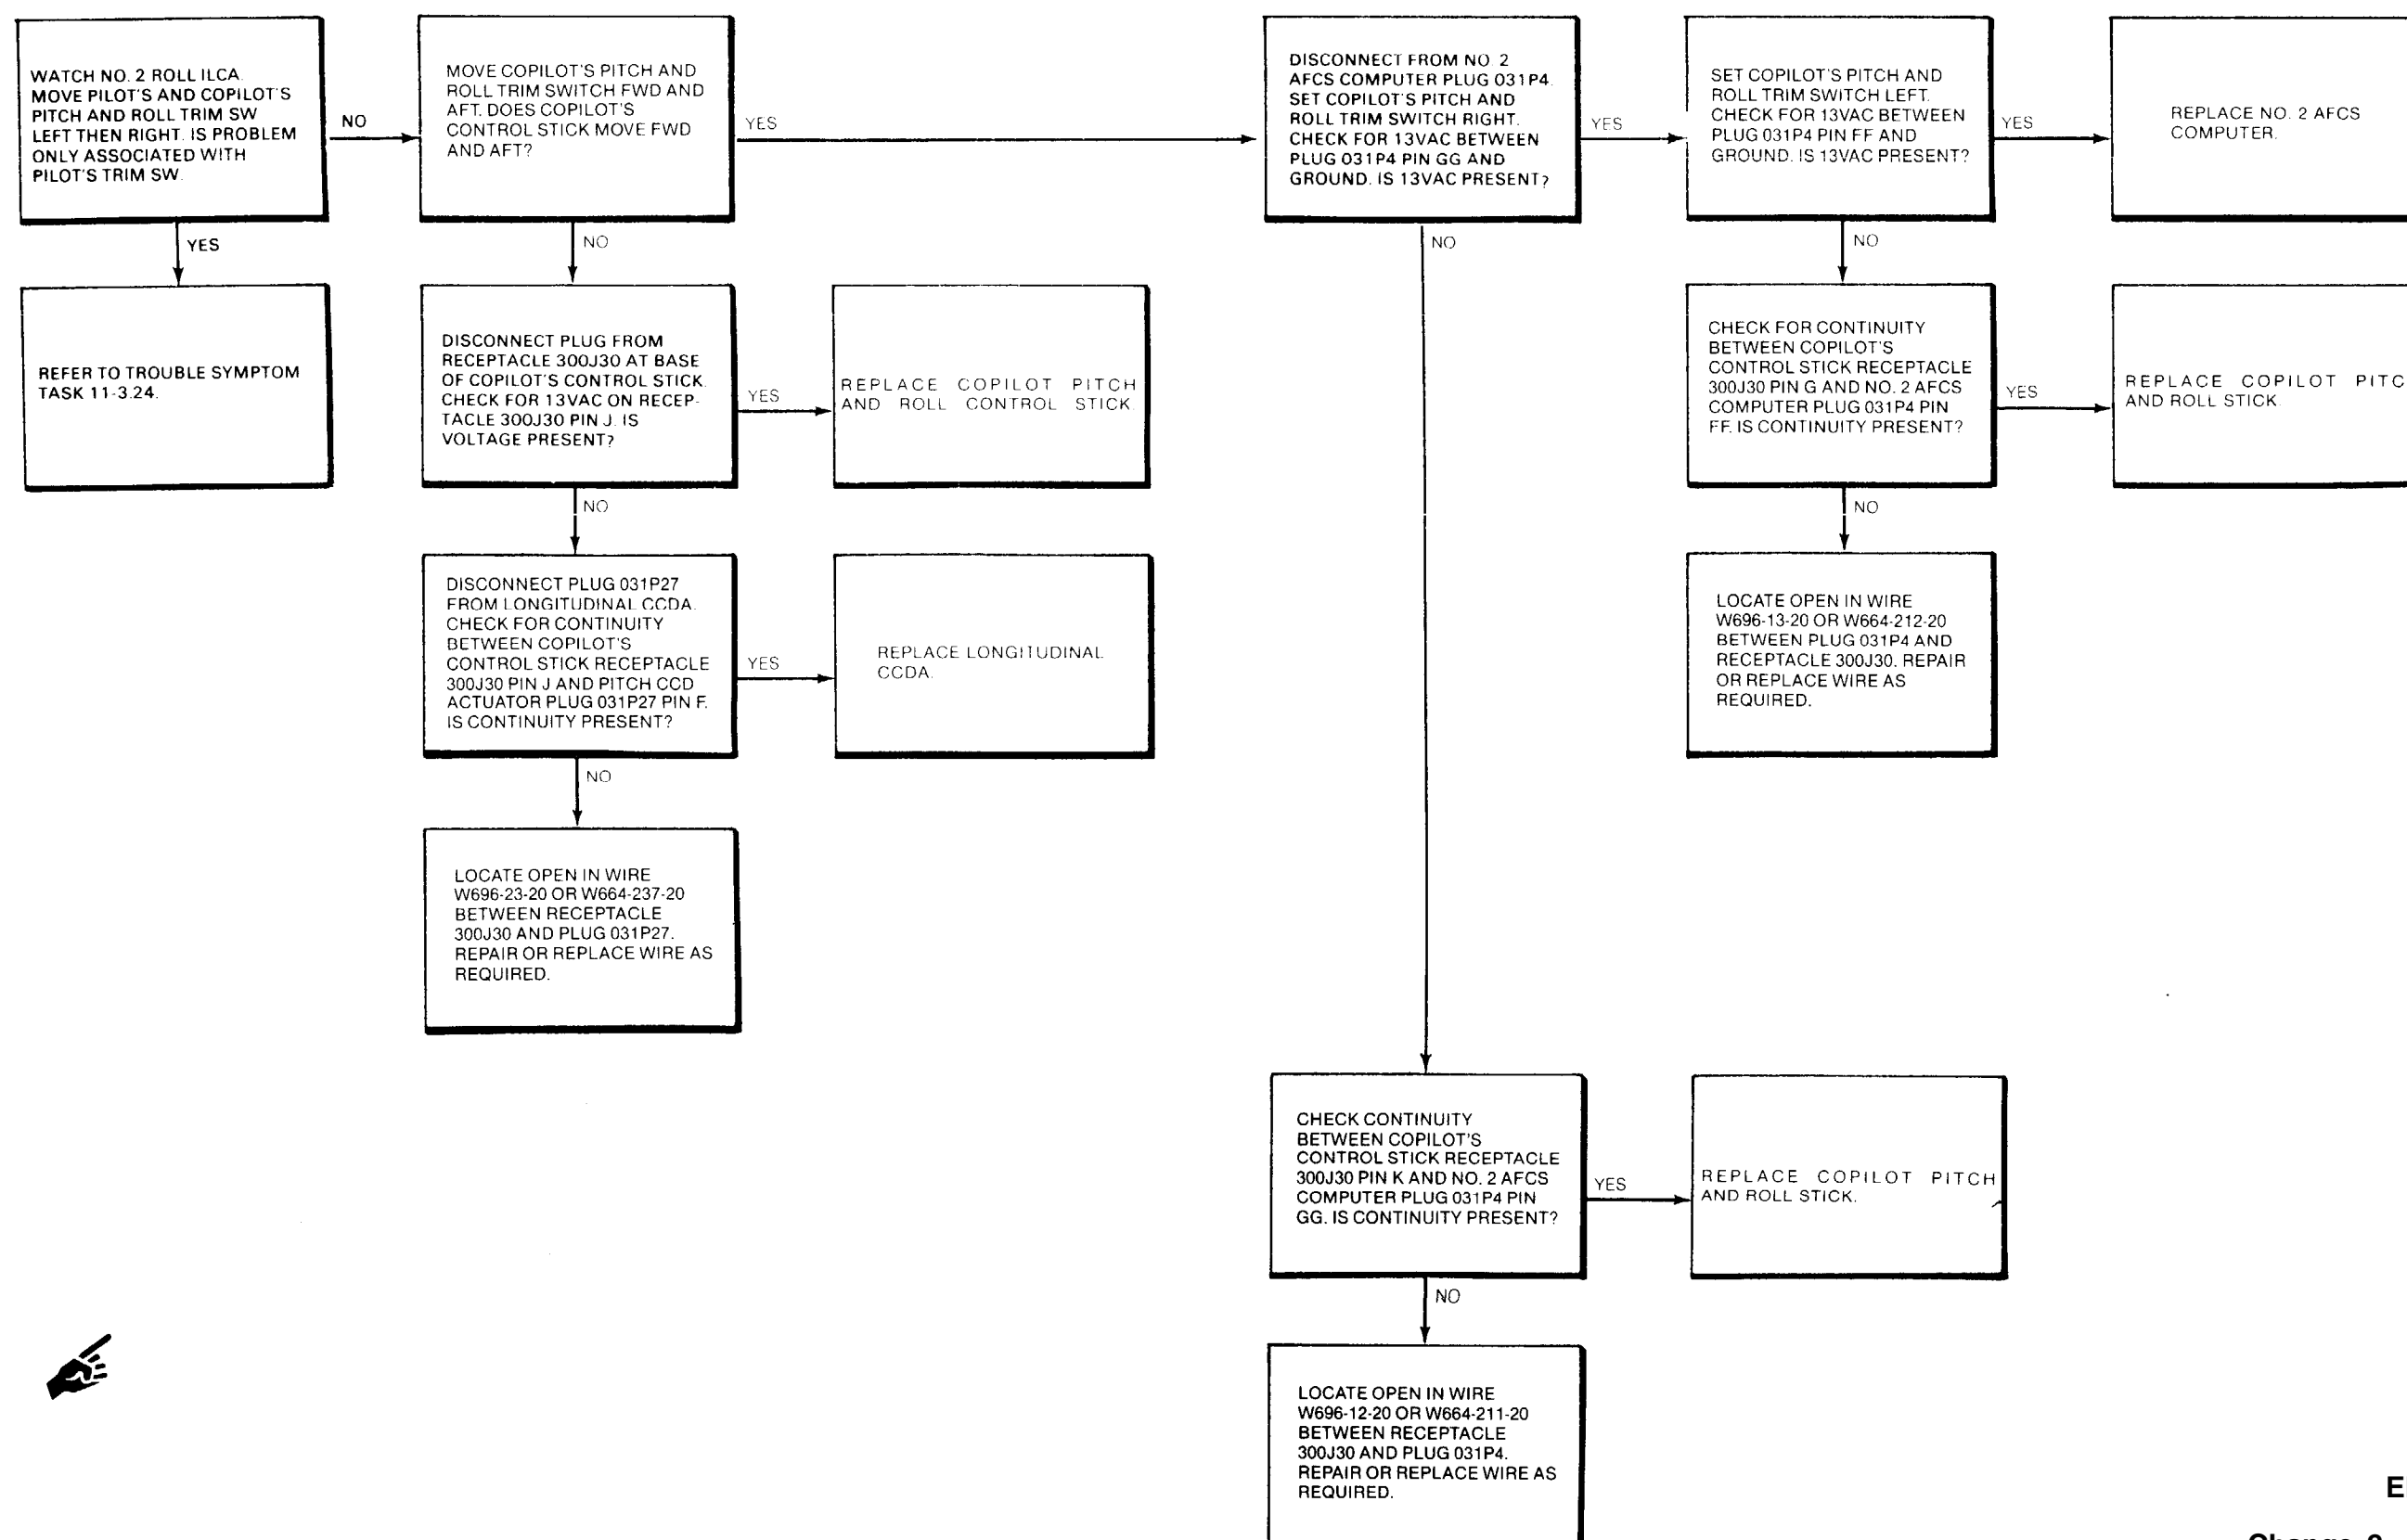 WATCH NO. 2 ROLL ILCA.
MOVE PILOT'S AND COPILOT'S
PITCH AND ROLL TRIM SW
LEFT THEN RIGHT. IS PROBLEM
ONLY ASSOCIATED WITH
PILOT'S TRIM SW.
NO
YES
REFER TO TROUBLE SYMPTOM
TASK 11-3.24.
MOVE COPILOT'S PITCH AND
ROLL TRIM SWITCH FWD AND
AFT. DOES COPILOT'S
CONTROL STICK MOVE FWD
AND AFT?
YES
NO
DISCONNECT PLUG FROM
RECEPTACLE 300J30 AT BASE
OF COPILOT'S CONTROL STICK.
CHECK FOR 13VAC ON RECEP-
TACLE 300J30 PIN J. IS
VOLTAGE PRESENT?
YES
REPLACE COPILOT PITCH
AND ROLL CONTROL STICK.
NO
DISCONNECT PLUG 031P27
FROM LONGITUDINAL CCDA.
CHECK FOR CONTINUITY
BETWEEN COPILOT'S
CONTROL STICK RECEPTACLE
300J30 PIN J AND PITCH CCD
ACTUATOR PLUG 031P27 PIN F.
IS CONTINUITY PRESENT?
YES
REPLACE LONGITUDINAL
CCDA.
NO
LOCATE OPEN IN WIRE
W696-23-20 OR W664-237-20
BETWEEN RECEPTACLE
300J30 AND PLUG 031P27.
REPAIR OR REPLACE WIRE AS
REQUIRED.
DISCONNECT FROM NO. 2
AFCS COMPUTER PLUG 031P4.
SET COPILOT'S PITCH AND
ROLL TRIM SWITCH RIGHT.
CHECK FOR 13VAC BETWEEN
PLUG 031P4 PIN GG AND
GROUND. IS 13VAC PRESENT?
YES
NO
SET COPILOT'S PITCH AND
ROLL TRIM SWITCH LEFT.
CHECK FOR 13VAC BETWEEN
PLUG 031P4 PIN FF AND
GROUND. IS 13VAC PRESENT?
YES
REPLACE NO. 2 AFCS
COMPUTER.
NO
CHECK FOR CONTINUITY
BETWEEN COPILOT'S
CONTROL STICK RECEPTACLE
300J30 PIN G AND NO. 2 AFCS
COMPUTER PLUG 031P4 PIN
FF. IS CONTINUITY PRESENT?
YES
REPLACE COPILOT PITC
AND ROLL STICK.
NO
LOCATE OPEN IN WIRE
W696-13-20 OR W664-212-20
BETWEEN PLUG 031P4 AND
RECEPTACLE 300J30. REPAIR
OR REPLACE WIRE AS
REQUIRED.
CHECK CONTINUITY
BETWEEN COPILOT'S
CONTROL STICK RECEPTACLE
300J30 PIN K AND NO. 2 AFCS
COMPUTER PLUG 031P4 PIN
GG. IS CONTINUITY PRESENT?
YES
REPLACE COPILOT PITCH
AND ROLL STICK.
NO
LOCATE OPEN IN WIRE
W696-12-20 OR W664-211-20
BETWEEN RECEPTACLE
300J30 AND PLUG 031P4.
REPAIR OR REPLACE WIRE AS
REQUIRED.
E